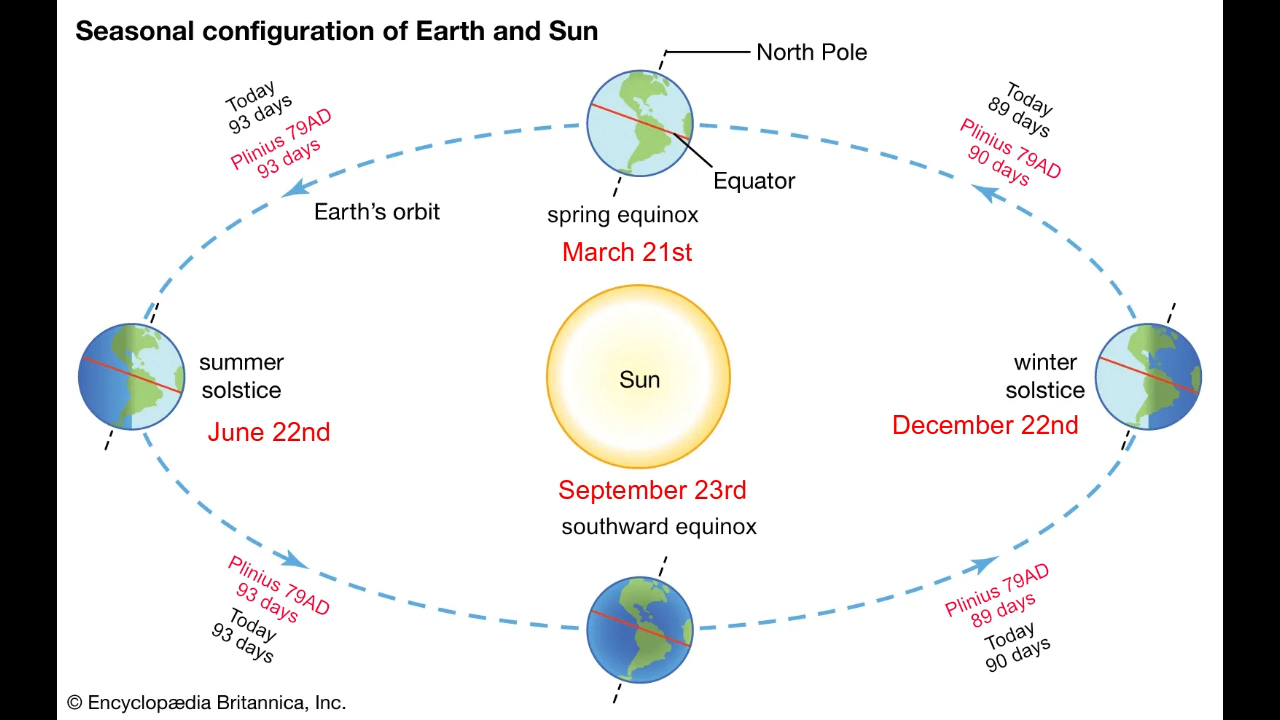 Seasonal configuration of Earth and Sun
North Pole
Today
93 days
Plinius 79AD
93 days
Today
89 days
Plinius 79AD
90 days
Equator
Earth's orbit
spring equinox
March 21st
summer
solstice
June 22nd
Sun
winter
solstice
December 22nd
September 23rd
southward equinox
Plinius 79AD
93 days
Today
93 days
Plinius 79AD
89 days
Today
90 days
© Encyclopædia Britannica, Inc.